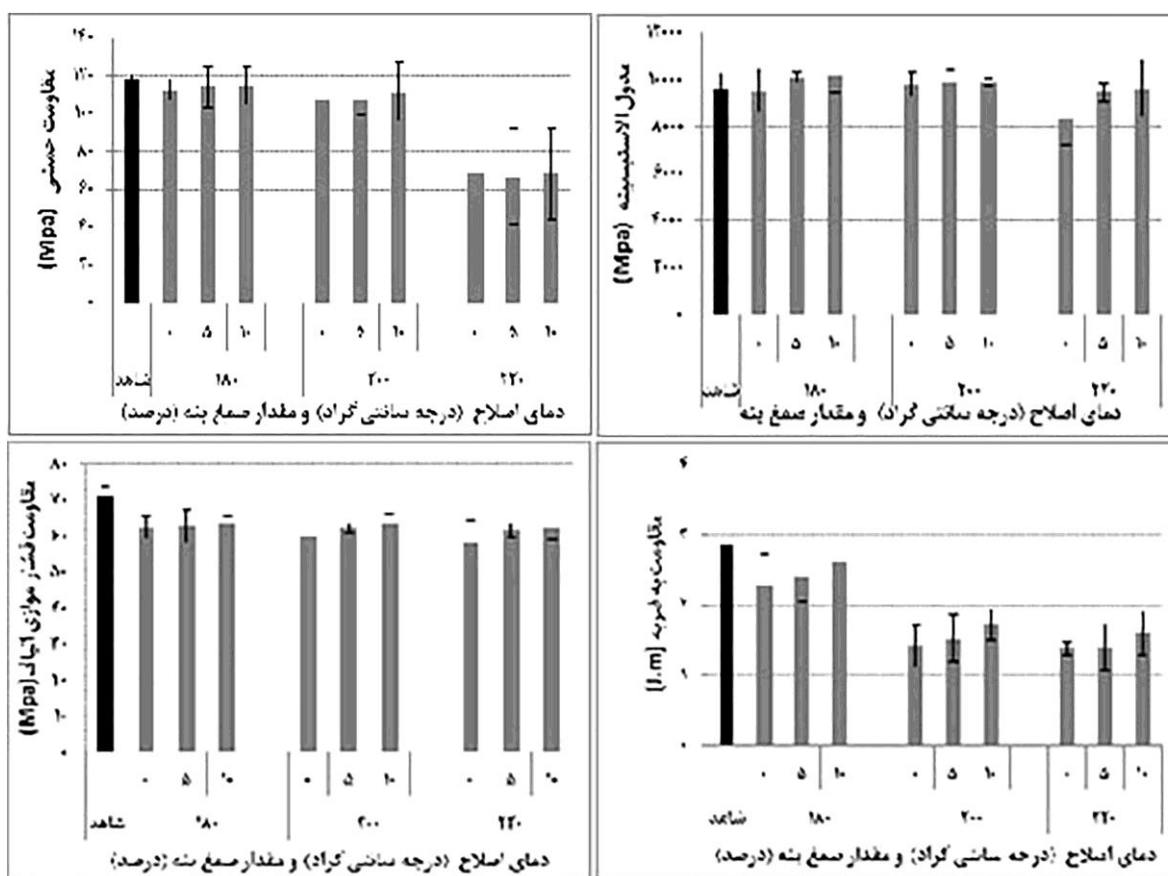 ۱۴۰
۱۲۰
۱۰۰
۸۰
۶۰
۴۰
۲۰
۰
مقاومت خمشی (Mpa)
۰ ۵ ۱۰ ۰ ۵ ۱۰ ۰ ۵ ۱۰
شاهد ۱۸۰ ۲۰۰ ۲۲۰
دمای اصلاح (درجه سانتی گراد) و مقدار صمغ بنه (درصد)
۱۲۰۰۰
۱۰۰۰۰
۸۰۰۰
۶۰۰۰
۴۰۰۰
۲۰۰۰
۰
مدول الاستیسیته (Mpa)
۰ ۵ ۱۰ ۰ ۵ ۱۰ ۰ ۵ ۱۰
شاهد ۱۸۰ ۲۰۰ ۲۲۰
دمای اصلاح (درجه سانتی گراد) و مقدار صمغ بنه
۸۰
۷۰
۶۰
۵۰
۴۰
۳۰
۲۰
۱۰
۰
مقاومت فشار موازی الیاف (Mpa)
۰ ۵ ۱۰ ۰ ۵ ۱۰ ۰ ۵ ۱۰
شاهد ۱۸۰ ۲۰۰ ۲۲۰
دمای اصلاح (درجه سانتی گراد) و مقدار صمغ بنه (درصد)
۴
۳
۲
۱
۰
مقاومت به ضربه (J.m)
۰ ۵ ۱۰ ۰ ۵ ۱۰ ۰ ۵ ۱۰
شاهد ۱۸۰ ۲۰۰ ۲۲۰
دمای اصلاح (درجه سانتی گراد) و مقدار صمغ بنه (درصد)